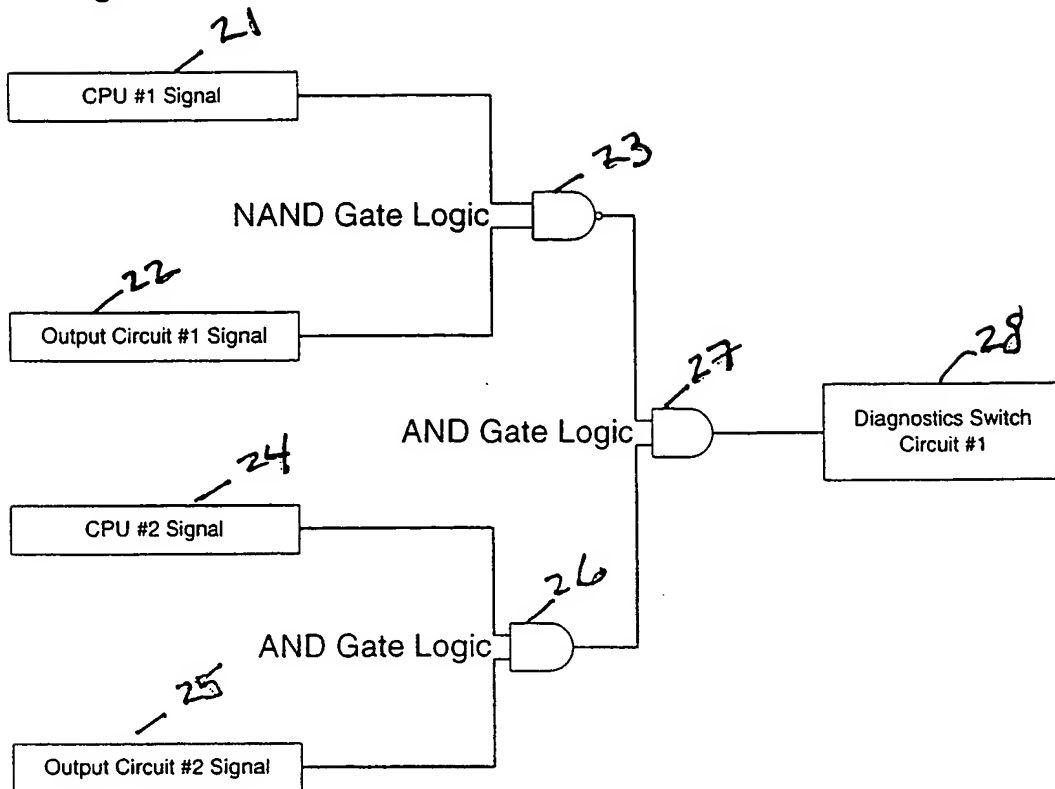 21
CPU #1 Signal
23
NAND Gate Logic
22
Output Circuit #1 Signal
28
27
Diagnostics Switch
Circuit #1
AND Gate Logic
24
CPU #2 Signal
26
AND Gate Logic
25
Output Circuit #2 Signal